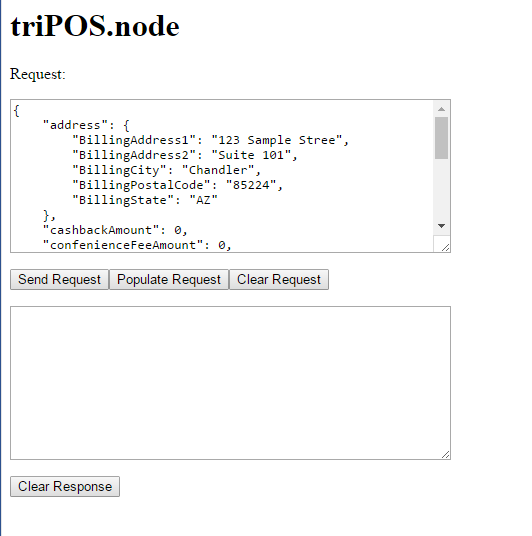 triPOS.node
Request:
{
    "address": {
        "BillingAddress1": "123 Sample Stree",
        "BillingAddress2": "Suite 101",
        "BillingCity": "Chandler",
        "BillingPostalCode": "85224",
        "BillingState": "AZ"
    },
    "cashbackAmount": 0,
    "confenienceFeeAmount": 0,
Send Request Populate Request Clear Request
Clear Response